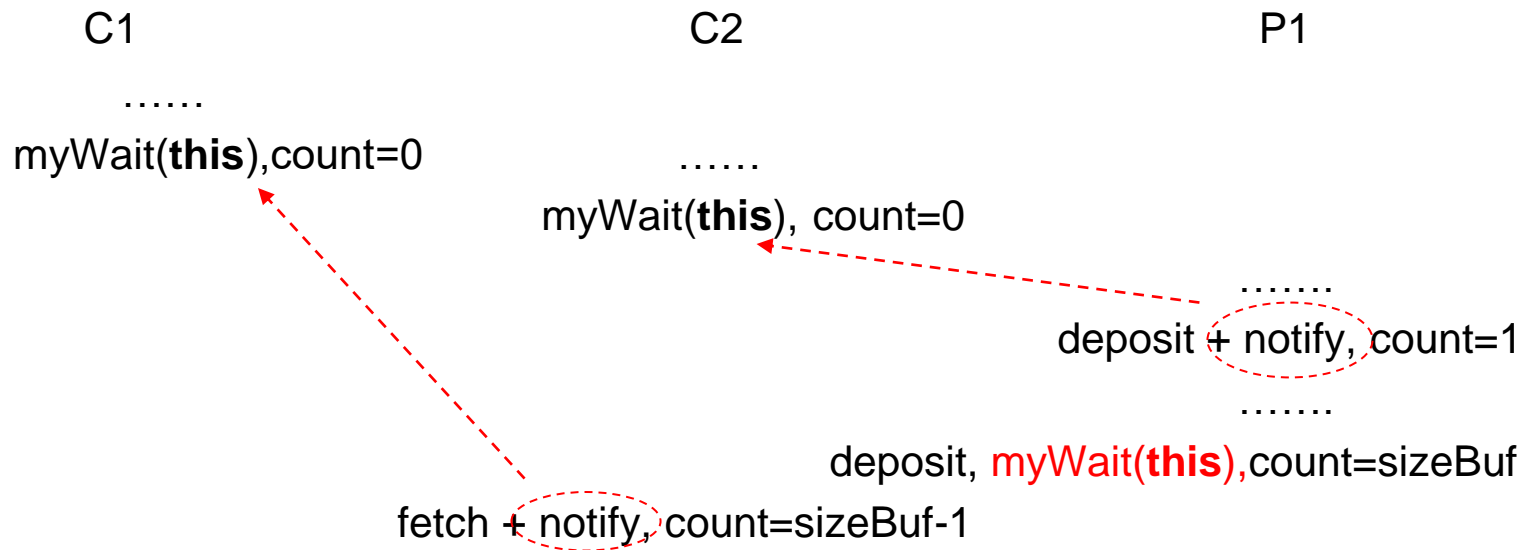 C1 C2 P1
……
myWait(this),count=0
……
myWait(this), count=0
…….
deposit + notify, count=1
…….
deposit, myWait(this),count=sizeBuf
fetch + notify, count=sizeBuf-1